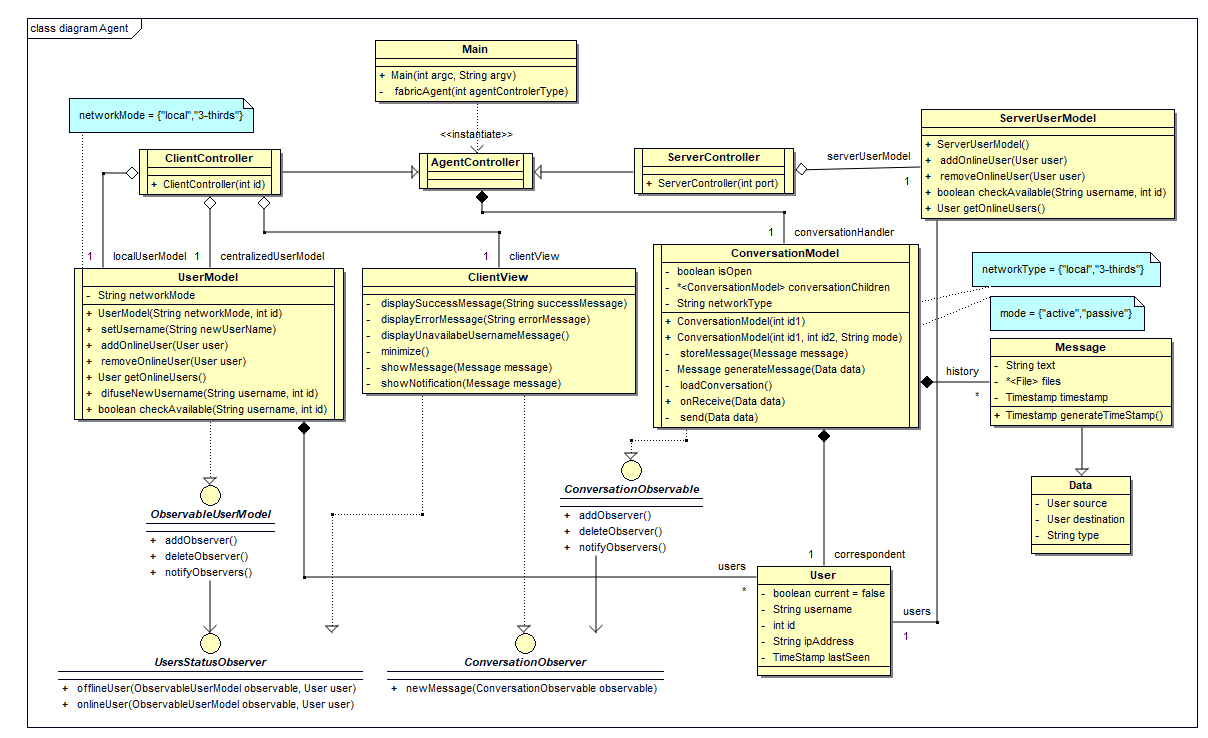 class diagram Agent
Main
+ Main(int argc, String argv)
- fabricAgent(int agentControlerType)
networkMode = {"local","3-thirds"}
<<instantiate>>
ClientController
+ ClientController(int id)
AgentController
ServerController
+ ServerController(int port)
serverUserModel
1
ServerUserModel
+ ServerUserModel()
+ addOnlineUser(User user)
+ removeOnlineUser(User user)
+ boolean checkAvailable(String username, int id)
+ User getOnlineUsers()
1 localUserModel
1 centralizedUserModel
1 clientView
1 conversationHandler
UserModel
- String networkMode
+ UserModel(String networkMode, int id)
+ setUsername(String newUserName)
+ addOnlineUser(User user)
+ removeOnlineUser(User user)
+ User getOnlineUsers()
+ difuseNewUsername(String username, int id)
+ boolean checkAvailable(String username, int id)
ClientView
- displaySuccessMessage(String successMessage)
- displayErrorMessage(String errorMessage)
- displayUnavailabeUsernameMessage()
- minimize()
- showMessage(Message message)
- showNotification(Message message)
ConversationModel
- boolean isOpen
- *<ConversationModel> conversationChildren
- String networkType
+ ConversationModel(int id1)
+ ConversationModel(int id1, int id2, String mode)
- storeMessage(Message message)
- Message generateMessage(Data data)
- loadConversation()
+ onReceive(Data data)
- send(Data data)
networkType = {"local","3-thirds"}
mode = {"active","passive"}
history
*
Message
- String text
- *<File> files
- Timestamp timestamp
+ Timestamp generateTimeStamp()
Data
- User source
- User destination
- String type
ObservableUserModel
+ addObserver()
+ deleteObserver()
+ notifyObservers()
ConversationObservable
+ addObserver()
+ deleteObserver()
+ notifyObservers()
1 correspondent
users
*
User
- boolean current = false
- String username
- int id
- String ipAddress
- TimeStamp lastSeen
users
1
UsersStatusObserver
+ offlineUser(ObservableUserModel observable, User user)
+ onlineUser(ObservableUserModel observable, User user)
ConversationObserver
+ newMessage(ConversationObservable observable)